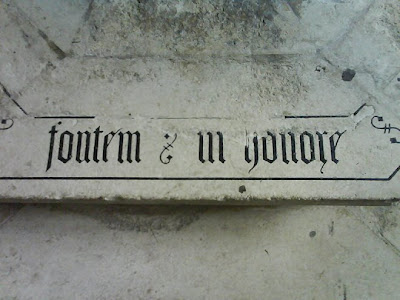 fontem : in honore